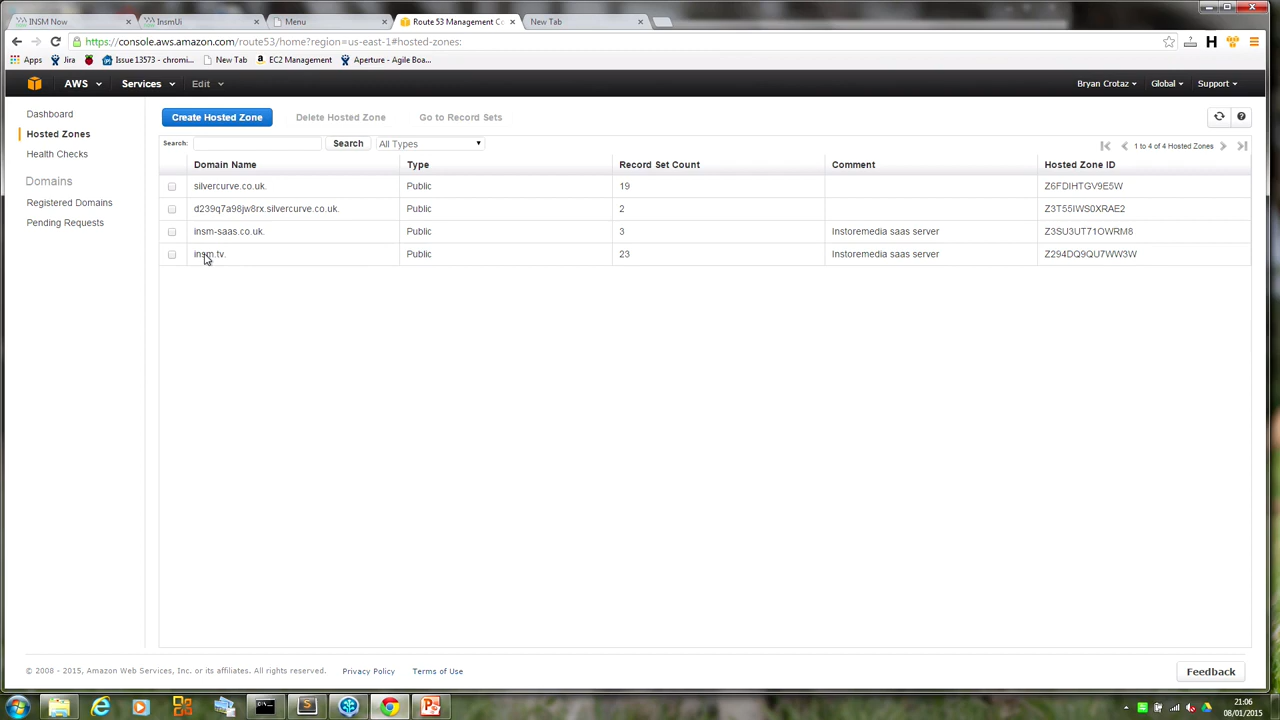 INSM Now
InsmUi
Menu
Route 53 Management Co
New Tab
https://console.aws.amazon.com/route53/home?region=us-east-1#hosted-zones:
Apps
Jira
Issue 13573 - chromi...
New Tab
EC2 Management
Aperture - Agile Boa...
AWS
Services
Edit
Bryan Crotaz
Global
Support
Dashboard
Hosted Zones
Health Checks
Domains
Registered Domains
Pending Requests
Create Hosted Zone
Delete Hosted Zone
Go to Record Sets
Search:
Search
All Types
1 to 4 of 4 Hosted Zones
Domain Name Type Record Set Count Comment Hosted Zone ID
silvercurve.co.uk. Public 19 Z6FDIHTGV9E5W
d239q7a98jw8rx.silvercurve.co.uk. Public 2 Z3T55IWS0XRAE2
insm-saas.co.uk. Public 3 Instoremedia saas server Z3SU3UT71OWRM8
insm.tv. Public 23 Instoremedia saas server Z294DQ9QU7WW3W
© 2008 - 2015, Amazon Web Services, Inc. or its affiliates. All rights reserved.
Privacy Policy
Terms of Use
Feedback
21:06
08/01/2015